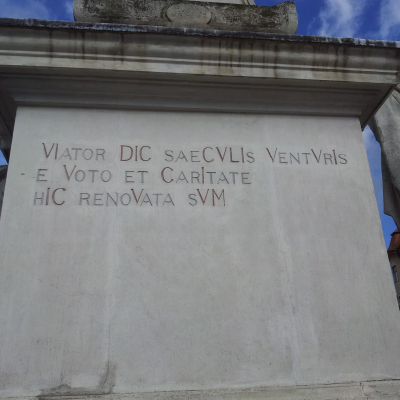 VIATOR DIC SAECVLIS VENTVRIS
E VOTO ET CARITATE
HIC RENOVATA SVM